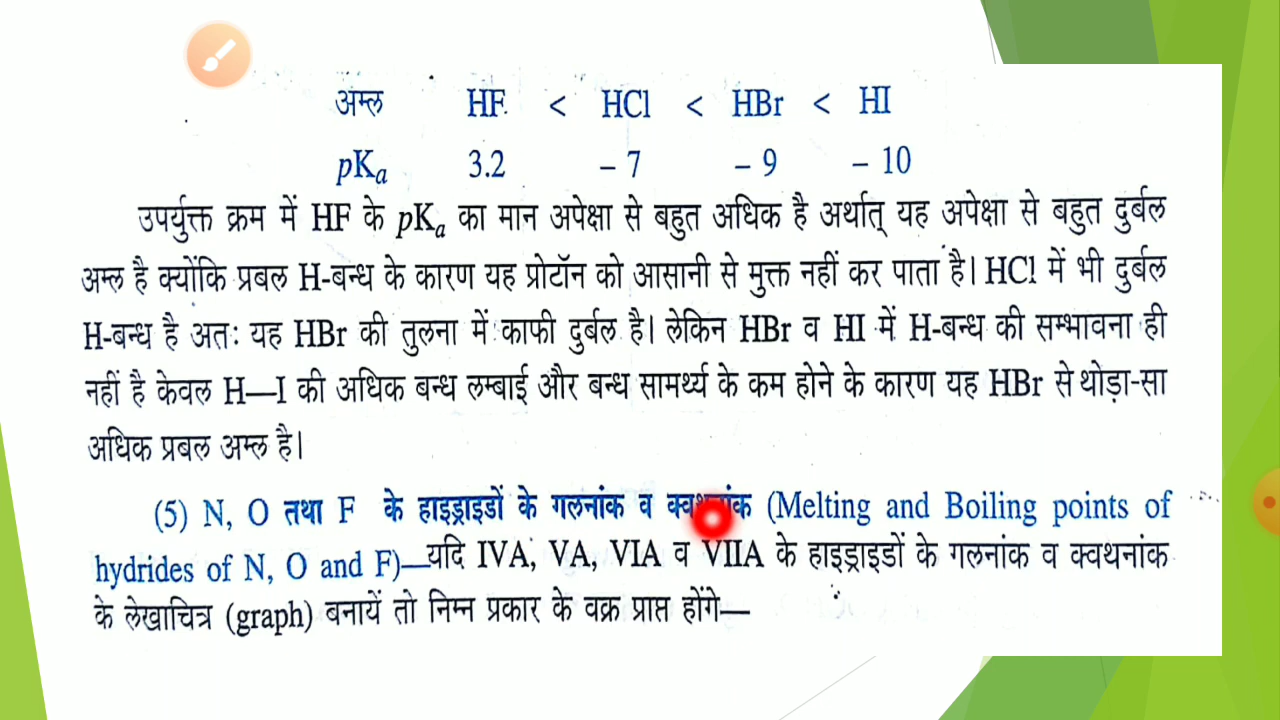 अम्ल HF < HCl < HBr < HI
pKa 3.2 – 7 – 9 – 10
उपर्युक्त क्रम में HF के pKa का मान अपेक्षा से बहुत अधिक है अर्थात् यह अपेक्षा से बहुत दुर्बल
अम्ल है क्योंकि प्रबल H-बन्ध के कारण यह प्रोटॉन को आसानी से मुक्त नहीं कर पाता है। HCl में भी दुर्बल
H-बन्ध है अतः यह HBr की तुलना में काफी दुर्बल है। लेकिन HBr व HI में H-बन्ध की सम्भावना ही
नहीं है केवल H—I की अधिक बन्ध लम्बाई और बन्ध सामर्थ्य के कम होने के कारण यह HBr से थोड़ा-सा
अधिक प्रबल अम्ल है।
(5) N, O तथा F के हाइड्राइडों के गलनांक व क्वथनांक (Melting and Boiling points of
hydrides of N, O and F)—यदि IVA, VA, VIA व VIIA के हाइड्राइडों के गलनांक व क्वथनांक
के लेखाचित्र (graph) बनायें तो निम्न प्रकार के वक्र प्राप्त होंगे—